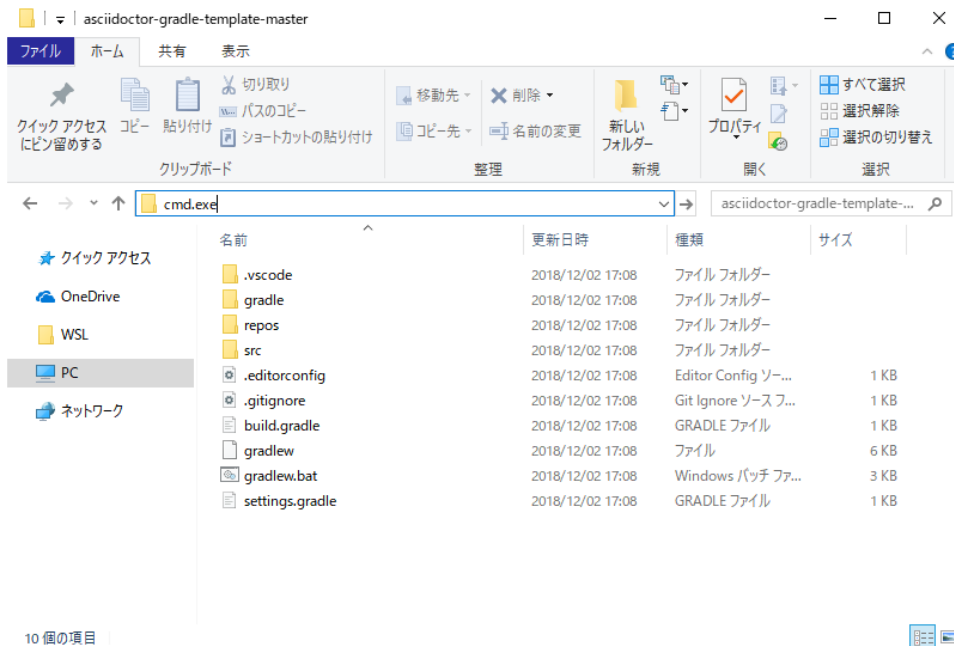 asciidoctor-gradle-template-master
ファイル ホーム 共有 表示
クイック アクセス
にピン留めする
コピー
貼り付け
切り取り
パスのコピー
ショートカットの貼り付け
クリップボード
移動先
コピー先
削除
名前の変更
整理
新しい
フォルダー
新規
プロパティ
開く
すべて選択
選択解除
選択の切り替え
選択
cmd.exe
asciidoctor-gradle-template-...
クイック アクセス
OneDrive
WSL
PC
ネットワーク
名前 更新日時 種類 サイズ
.vscode 2018/12/02 17:08 ファイル フォルダー
gradle 2018/12/02 17:08 ファイル フォルダー
repos 2018/12/02 17:08 ファイル フォルダー
src 2018/12/02 17:08 ファイル フォルダー
.editorconfig 2018/12/02 17:08 Editor Config ソー... 1 KB
.gitignore 2018/12/02 17:08 Git Ignore ソース フ... 1 KB
build.gradle 2018/12/02 17:08 GRADLE ファイル 1 KB
gradlew 2018/12/02 17:08 ファイル 6 KB
gradlew.bat 2018/12/02 17:08 Windows バッチ ファ... 3 KB
settings.gradle 2018/12/02 17:08 GRADLE ファイル 1 KB
10 個の項目